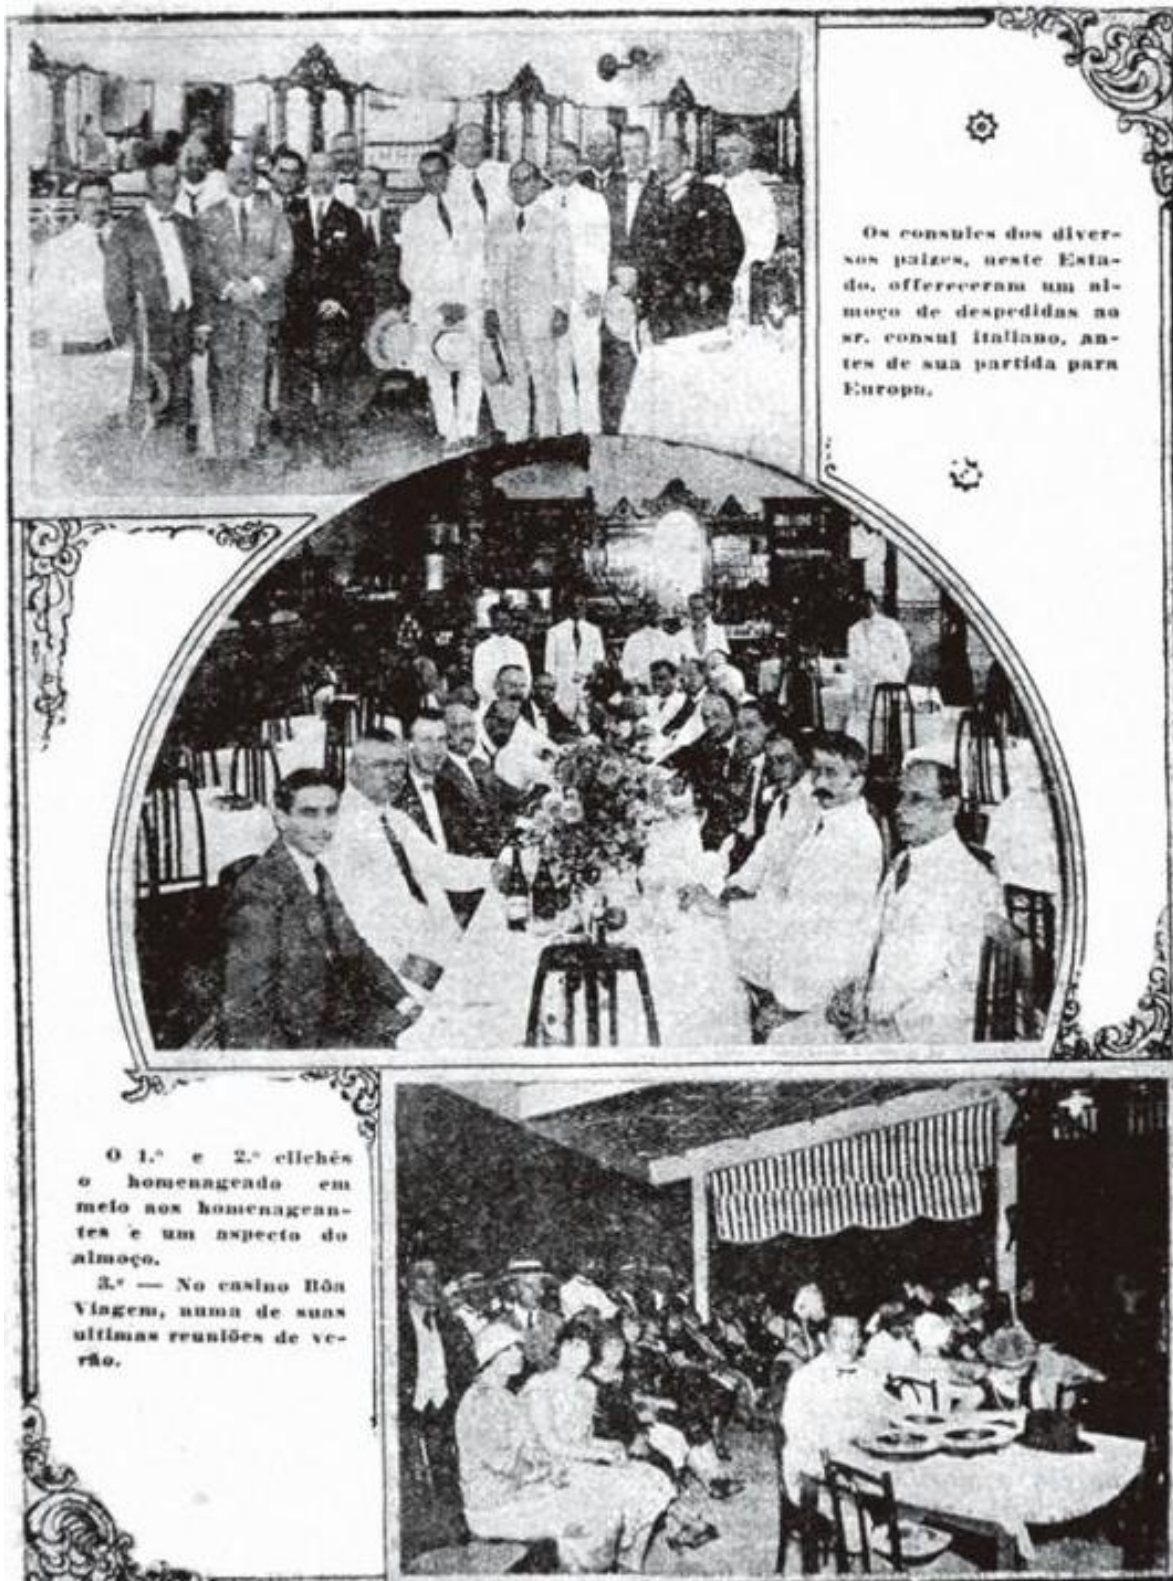 Os consules dos diver-
sos paizes, neste Esta-
do, offereceram um al-
moço de despedidas ao
sr. consul italiano, an-
tes de sua partida para
Europa.
O 1.º e 2.º clichés
o homenageado em
meio aos homenagean-
tes e um aspecto do
almoço.
3.º — No casino Bôa
Viagem, numa de suas
ultimas reuniões de ve-
rão.